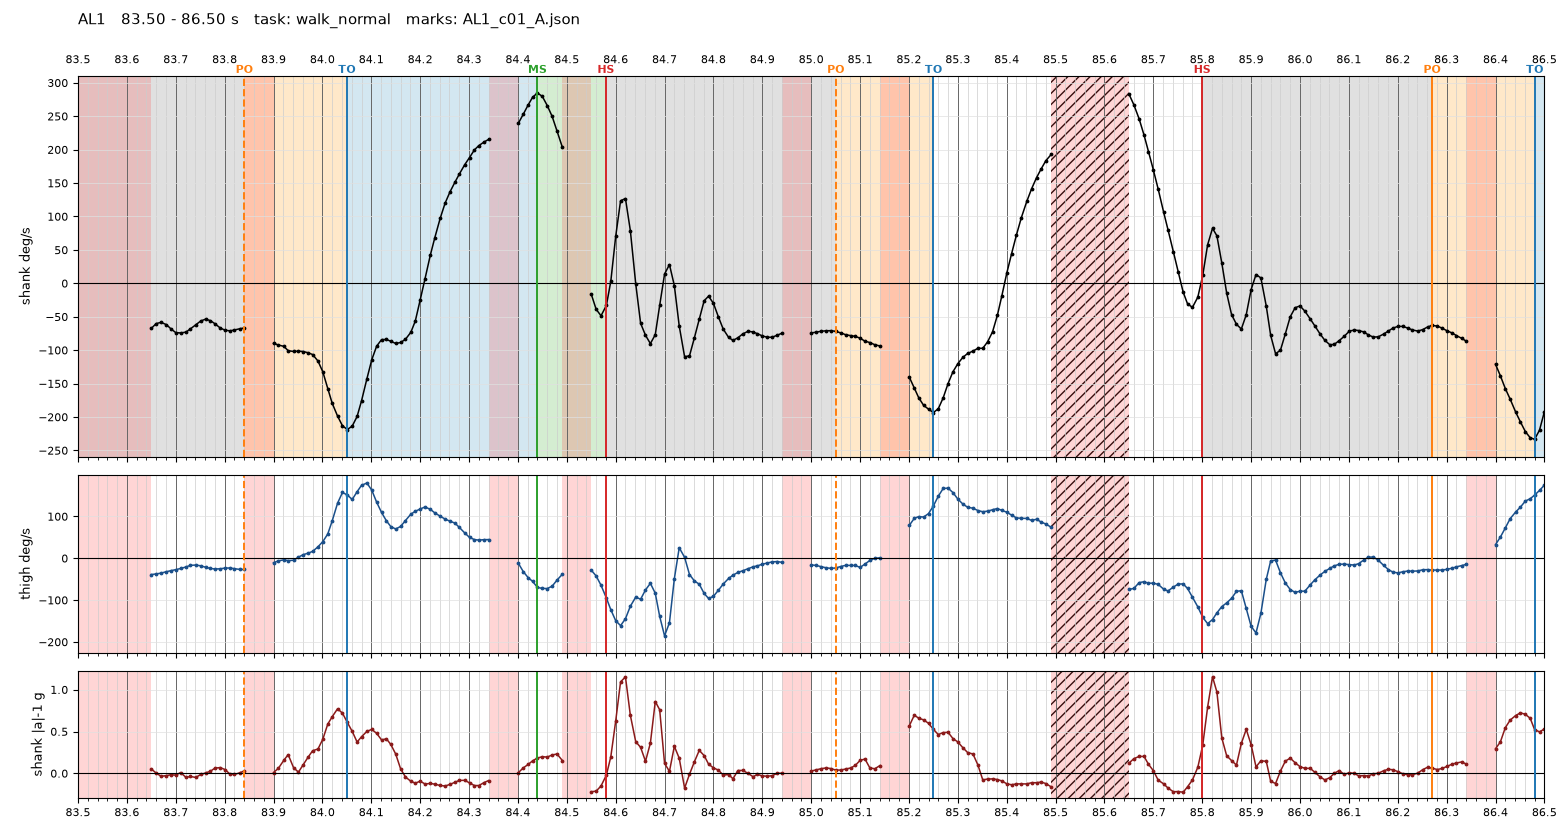 AL1   83.50 - 86.50 s   task: walk_normal   marks: AL1_c01_A.json
83.5 83.6 83.7 83.8 83.9 84.0 84.1 84.2 84.3 84.4 84.5 84.6 84.7 84.8 84.9 85.0 85.1 85.2 85.3 85.4 85.5 85.6 85.7 85.8 85.9 86.0 86.1 86.2 86.3 86.4 86.5
PO TO MS HS PO TO HS PO TO
300
250
200
150
100
50
0
−50
−100
−150
−200
−250
shank deg/s
100
0
−100
−200
thigh deg/s
1.0
0.5
0.0
shank |a|-1 g
83.5 83.6 83.7 83.8 83.9 84.0 84.1 84.2 84.3 84.4 84.5 84.6 84.7 84.8 84.9 85.0 85.1 85.2 85.3 85.4 85.5 85.6 85.7 85.8 85.9 86.0 86.1 86.2 86.3 86.4 86.5